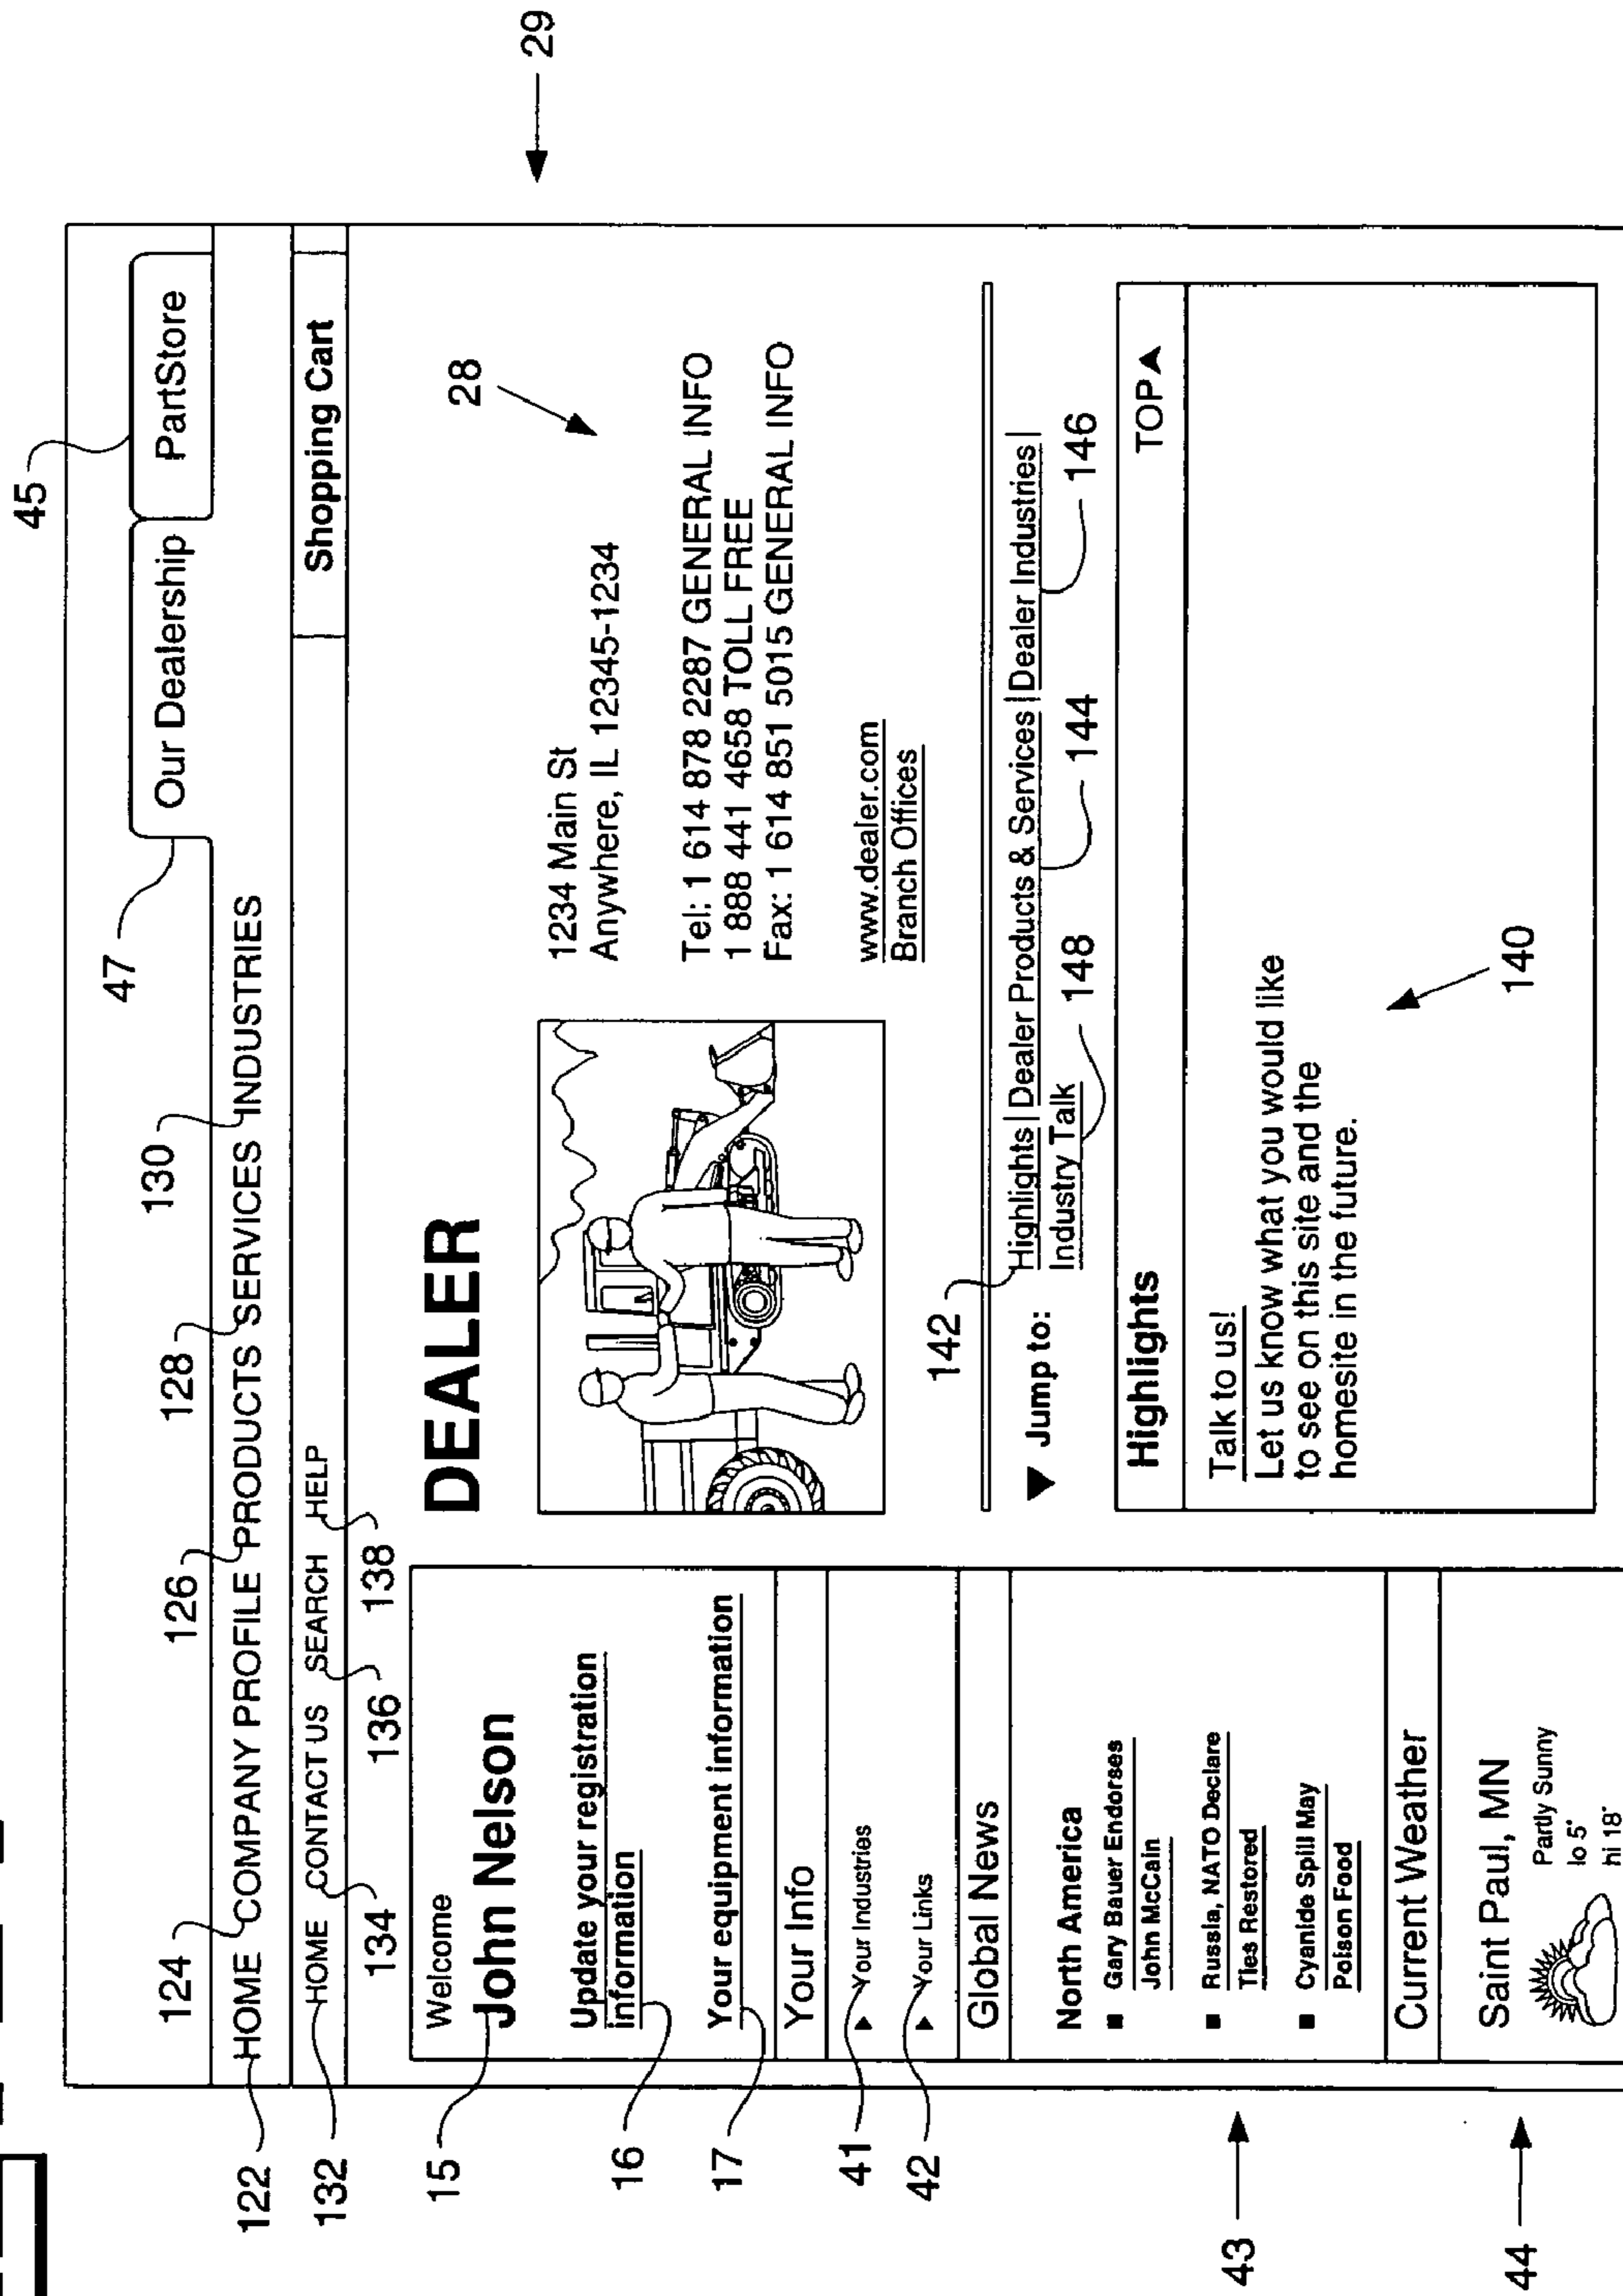 45
47
Our Dealership PartStore
124 126 128 130
HOME COMPANY PROFILE PRODUCTS SERVICES INDUSTRIES
122
HOME CONTACT US SEARCH HELP Shopping Cart
132 134 136 138
29
Welcome
15
John Nelson
Update your registration
information
16
Your equipment information
17
Your Info
Your Industries
41
Your Links
42
Global News
North America
Gary Bauer Endorses
John McCain
Russia, NATO Declare
Ties Restored
Cyanide Spill May
Poison Food
43
Current Weather
Saint Paul, MN
Partly Sunny
lo 5°
hi 18°
44
DEALER
28
1234 Main St
Anywhere, IL 12345-1234
Tel: 1 614 878 2287 GENERAL INFO
1 888 441 4658 TOLL FREE
Fax: 1 614 851 5015 GENERAL INFO
www.dealer.com
Branch Offices
142
Jump to: Highlights | Dealer Products & Services | Dealer Industries |
Industry Talk
148 144 146
Highlights TOP
Talk to us!
Let us know what you would like
to see on this site and the
homesite in the future.
140